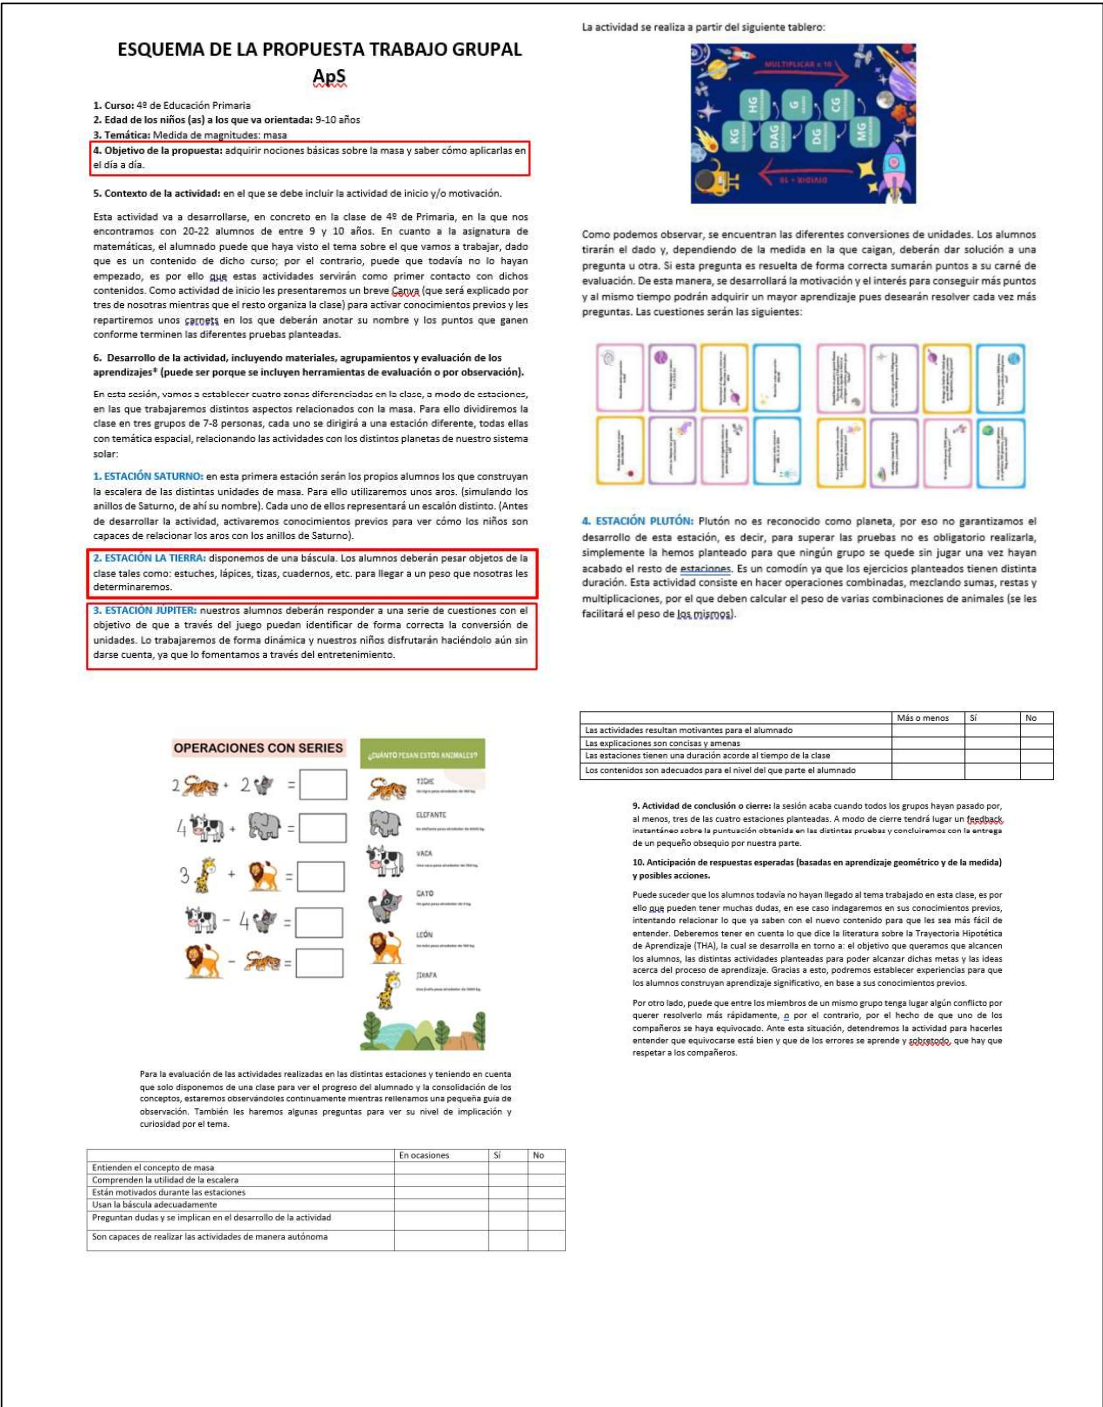 ESQUEMA DE LA PROPUESTA TRABAJO GRUPAL
ApS
1. Curso: 4º de Educación Primaria
2. Edad de los niños (as) a los que va orientada: 9-10 años
3. Temática: Medida de magnitudes: masa
4. Objetivo de la propuesta: adquirir nociones básicas sobre la masa y saber cómo aplicarlas en
el día a día.
5. Contexto de la actividad: en el que se debe incluir la actividad de inicio y/o motivación.
Esta actividad va a desarrollarse, en concreto en la clase de 4º de Primaria, en la que nos
encontramos con 20-22 alumnos de entre 9 y 10 años. En cuanto a la asignatura de
matemáticas, el alumnado puede que haya visto el tema sobre el que vamos a trabajar, dado
que es un contenido de dicho curso; por el contrario, puede que todavía no lo hayan
empezado, es por ello que estas actividades servirán como primer contacto con dichos
contenidos. Como actividad de inicio les presentaremos un breve Canva (que será explicado por
tres de nosotras mientras que el resto organiza la clase) para activar conocimientos previos y les
repartiremos unos carnets en los que deberán anotar su nombre y los puntos que ganen
conforme terminen las diferentes pruebas planteadas.
6. Desarrollo de la actividad, incluyendo materiales, agrupamientos y evaluación de los
aprendizajes* (puede ser porque se incluyen herramientas de evaluación o por observación).
En esta sesión, vamos a establecer cuatro zonas diferenciadas en la clase, a modo de estaciones,
en las que trabajaremos distintos aspectos relacionados con la masa. Para ello dividiremos la
clase en tres grupos de 7-8 personas, cada uno se dirigirá a una estación diferente, todas ellas
con temática espacial, relacionando las actividades con los distintos planetas de nuestro sistema
solar:
1. ESTACIÓN SATURNO: en esta primera estación serán los propios alumnos los que construyan
la escalera de las distintas unidades de masa. Para ello utilizaremos unos aros. (simulando los
anillos de Saturno, de ahí su nombre). Cada uno de ellos representará un escalón distinto. (Antes
de desarrollar la actividad, activaremos conocimientos previos para ver cómo los niños son
capaces de relacionar los aros con los anillos de Saturno).
2. ESTACIÓN LA TIERRA: disponemos de una báscula. Los alumnos deberán pesar objetos de la
clase tales como: estuches, lápices, tizas, cuadernos, etc. para llegar a un peso que nosotras les
determinaremos.
3. ESTACIÓN JÚPITER: nuestros alumnos deberán responder a una serie de cuestiones con el
objetivo de que a través del juego puedan identificar de forma correcta la conversión de
unidades. Lo trabajaremos de forma dinámica y nuestros niños disfrutarán haciéndolo aún sin
darse cuenta, ya que lo fomentamos a través del entretenimiento.
La actividad se realiza a partir del siguiente tablero:
MULTIPLICAR x 10
HG
G
CG
KG
DAG
DG
MG
DIVIDIR ÷ 10
Como podemos observar, se encuentran las diferentes conversiones de unidades. Los alumnos
tirarán el dado y, dependiendo de la medida en la que caigan, deberán dar solución a una
pregunta u otra. Si esta pregunta es resuelta de forma correcta sumarán puntos a su carné de
evaluación. De esta manera, se desarrollará la motivación y el interés para conseguir más puntos
y al mismo tiempo podrán adquirir un mayor aprendizaje pues desearán resolver cada vez más
preguntas. Las cuestiones serán las siguientes:
4. ESTACIÓN PLUTÓN: Plutón no es reconocido como planeta, por eso no garantizamos el
desarrollo de esta estación, es decir, para superar las pruebas no es obligatorio realizarla,
simplemente la hemos planteado para que ningún grupo se quede sin jugar una vez hayan
acabado el resto de estaciones. Es un comodín ya que los ejercicios planteados tienen distinta
duración. Esta actividad consiste en hacer operaciones combinadas, mezclando sumas, restas y
multiplicaciones, por el que deben calcular el peso de varias combinaciones de animales (se les
facilitará el peso de los mismos).
OPERACIONES CON SERIES
2 + 2 =
4 + =
3 + =
- 4 =
- =
¿CUÁNTO PESAN ESTOS ANIMALES?
TIGRE
ELEFANTE
VACA
GATO
LEÓN
JIRAFA
Para la evaluación de las actividades realizadas en las distintas estaciones y teniendo en cuenta
que solo disponemos de una clase para ver el progreso del alumnado y la consolidación de los
conceptos, estaremos observándoles continuamente mientras rellenamos una pequeña guía de
observación. También les haremos algunas preguntas para ver su nivel de implicación y
curiosidad por el tema.
En ocasiones Sí No
Entienden el concepto de masa
Comprenden la utilidad de la escalera
Están motivados durante las estaciones
Usan la báscula adecuadamente
Preguntan dudas y se implican en el desarrollo de la actividad
Son capaces de realizar las actividades de manera autónoma
Más o menos Sí No
Las actividades resultan motivantes para el alumnado
Las explicaciones son concisas y amenas
Las estaciones tienen una duración acorde al tiempo de la clase
Los contenidos son adecuados para el nivel del que parte el alumnado
9. Actividad de conclusión o cierre: la sesión acaba cuando todos los grupos hayan pasado por,
al menos, tres de las cuatro estaciones planteadas. A modo de cierre tendrá lugar un feedback
instantáneo sobre la puntuación obtenida en las distintas pruebas y concluiremos con la entrega
de un pequeño obsequio por nuestra parte.
10. Anticipación de respuestas esperadas (basadas en aprendizaje geométrico y de la medida)
y posibles acciones.
Puede suceder que los alumnos todavía no hayan llegado al tema trabajado en esta clase, es por
ello que pueden tener muchas dudas, en ese caso indagaremos en sus conocimientos previos,
intentando relacionar lo que ya saben con el nuevo contenido para que les sea más fácil de
entender. Deberemos tener en cuenta lo que dice la literatura sobre la Trayectoria Hipotética
de Aprendizaje (THA), la cual se desarrolla en torno a: el objetivo que queramos que alcancen
los alumnos, las distintas actividades planteadas para poder alcanzar dichas metas y las ideas
acerca del proceso de aprendizaje. Gracias a esto, podremos establecer experiencias para que
los alumnos construyan aprendizaje significativo, en base a sus conocimientos previos.
Por otro lado, puede que entre los miembros de un mismo grupo tenga lugar algún conflicto por
querer resolverlo más rápidamente, o por el contrario, por el hecho de que uno de los
compañeros se haya equivocado. Ante esta situación, detendremos la actividad para hacerles
entender que equivocarse está bien y que de los errores se aprende y sobretodo, que hay que
respetar a los compañeros.